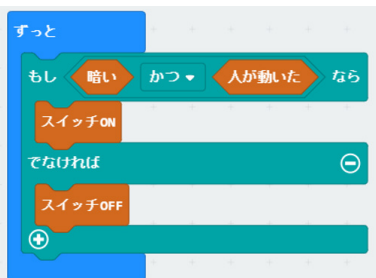 ずっと
もし 暗い かつ 人が動いた なら
スイッチON
でなければ
スイッチOFF